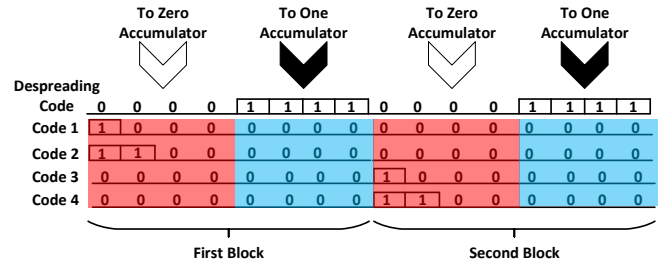 To Zero Accumulator To One Accumulator To Zero Accumulator To One Accumulator
Despreading
Code 0 0 0 0 1 1 1 1 0 0 0 0 1 1 1 1
Code 1 1 0 0 0 0 0 0 0 0 0 0 0 0 0 0 0
Code 2 1 1 0 0 0 0 0 0 0 0 0 0 0 0 0 0
Code 3 0 0 0 0 0 0 0 0 1 0 0 0 0 0 0 0
Code 4 0 0 0 0 0 0 0 0 1 1 0 0 0 0 0 0
First Block Second Block